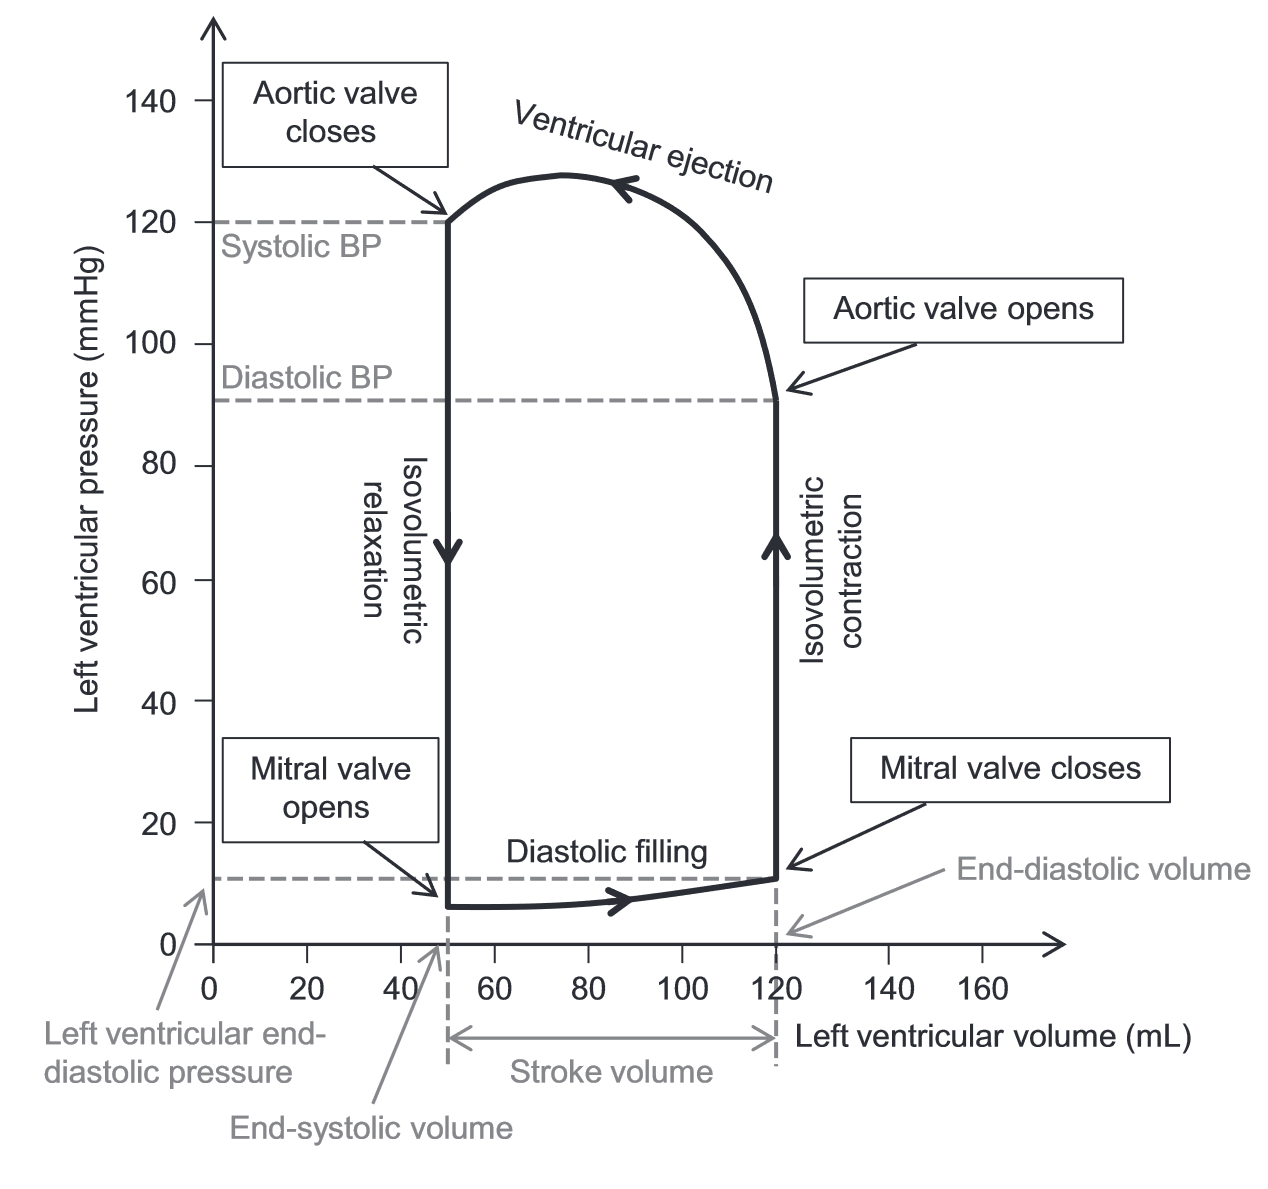 Aortic valve
closes
Ventricular ejection
140
120
Systolic BP
Aortic valve opens
100
Diastolic BP
Left ventricular pressure (mmHg)
80
Isovolumetric
relaxation
Isovolumetric
contraction
60
40
Mitral valve
opens
Mitral valve closes
20
Diastolic filling
End-diastolic volume
0
0
20
40
60
80
100
120
140
160
Left ventricular end-
diastolic pressure
Left ventricular volume (mL)
Stroke volume
End-systolic volume